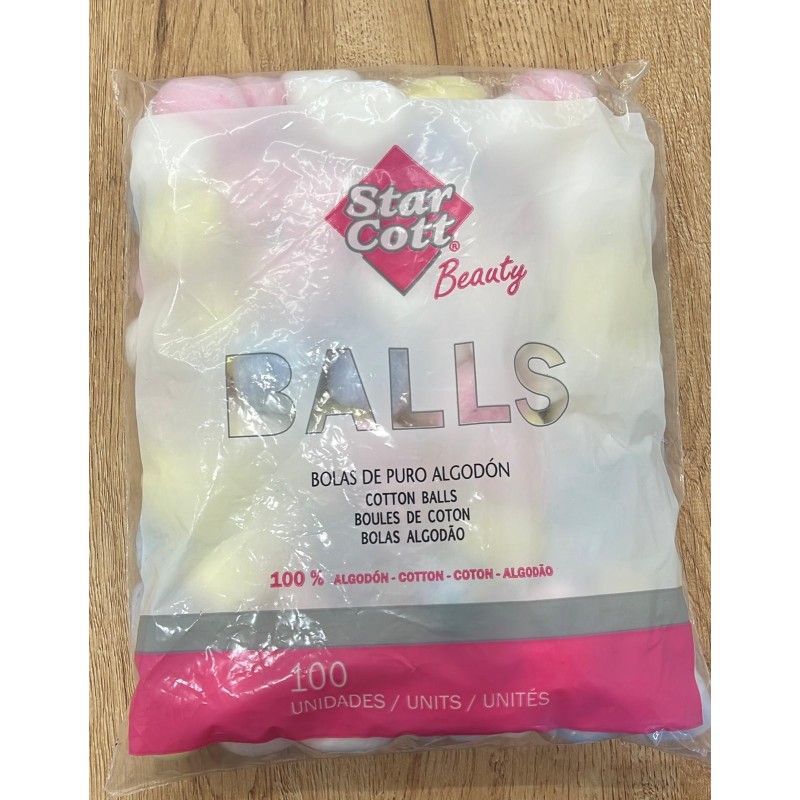 Star
Cott®
Beauty
BALLS
BOLAS DE PURO ALGODÓN
COTTON BALLS
BOULES DE COTON
BOLAS ALGODÃO
100 % ALGODÓN - COTTON - COTON - ALGODÃO
100
UNIDADES / UNITS / UNITÉS